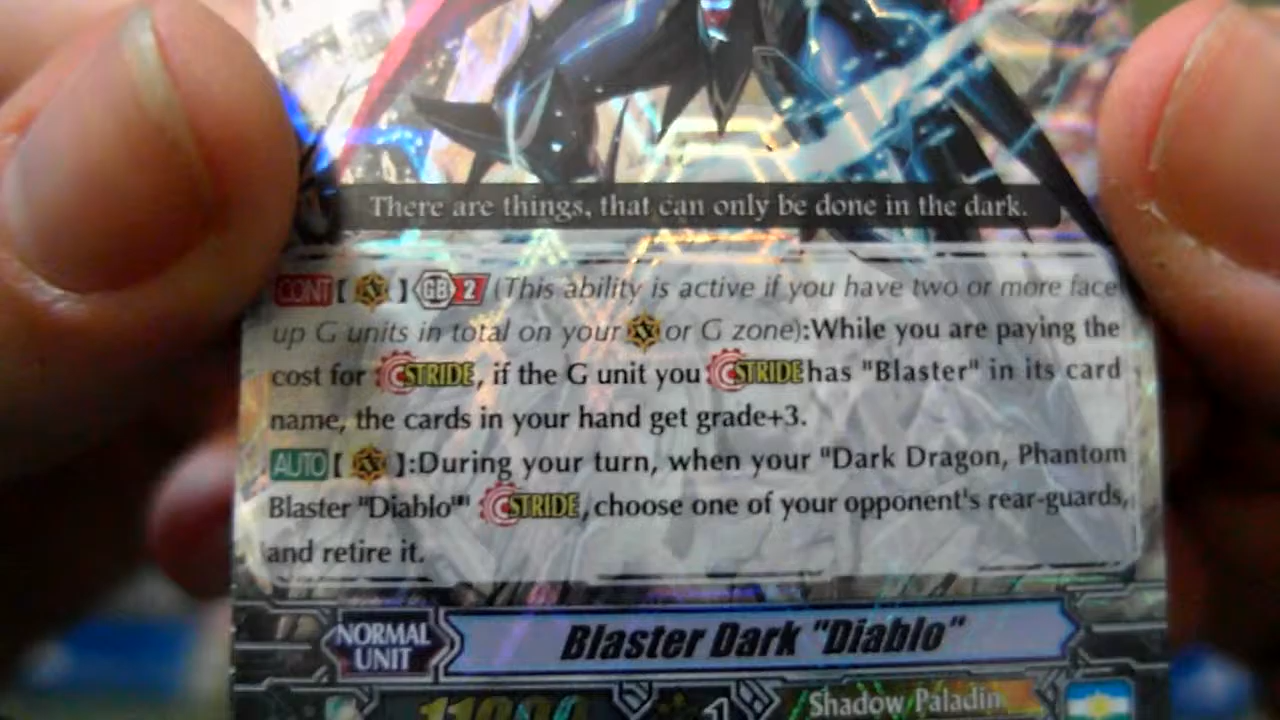 There are things, that can only be done in the dark.
CONT【 】GB 2 (This ability is active if you have two or more face
up G units in total on your or G zone):While you are paying the
cost for STRIDE, if the G unit you STRIDE has "Blaster" in its card
name, the cards in your hand get grade+3.
AUTO【 】:During your turn, when your "Dark Dragon, Phantom
Blaster "Diablo"" STRIDE, choose one of your opponent's rear-guards,
and retire it.
NORMAL
UNIT
Blaster Dark "Diablo"
11000
1
Shadow Paladin